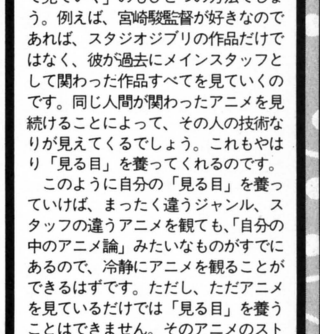 て見ていく」のもひとつの方法でしょ
う。例えば、宮崎駿監督が好きなので
あれば、スタジオジブリの作品だけで
はなく、彼が過去にメインスタッフと
して関わった作品すべてを見ていくの
です。同じ人間が関わったアニメを見
続けることによって、その人の技術な
りが見えてくるでしょう。これもやは
り「見る目」を養ってくれるのです。
　このように自分の「見る目」を養っ
ていけば、まったく違うジャンル、ス
タッフの違うアニメを観ても、「自分の
中のアニメ論」みたいなものがすでに
あるので、冷静にアニメを観ることが
できるはずです。ただし、ただアニメ
を見ているだけでは「見る目」を養う
ことはできません。そのアニメのスト